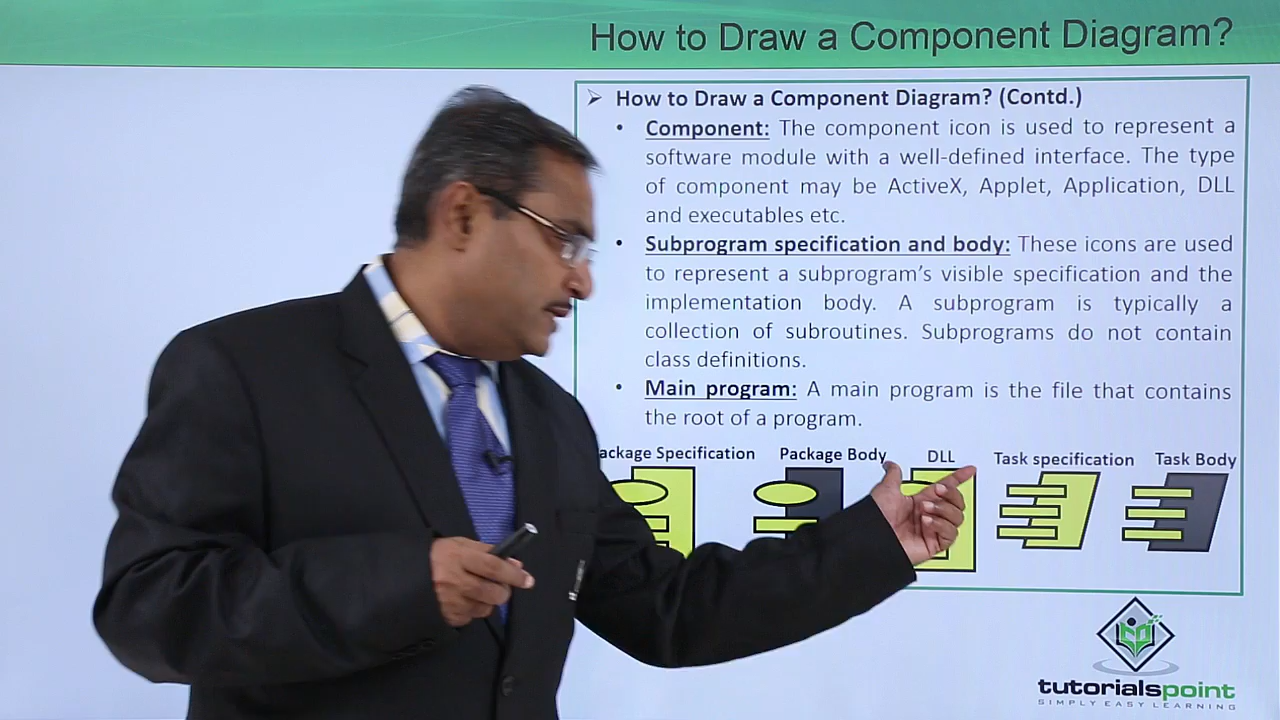 How to Draw a Component Diagram?
➢ How to Draw a Component Diagram? (Contd.)
• Component: The component icon is used to represent a
software module with a well-defined interface. The type
of component may be ActiveX, Applet, Application, DLL
and executables etc.
• Subprogram specification and body: These icons are used
to represent a subprogram’s visible specification and the
implementation body. A subprogram is typically a
collection of subroutines. Subprograms do not contain
class definitions.
• Main program: A main program is the file that contains
the root of a program.
ackage Specification Package Body DLL Task specification Task Body
tutorialspoint
SIMPLY EASY LEARNING